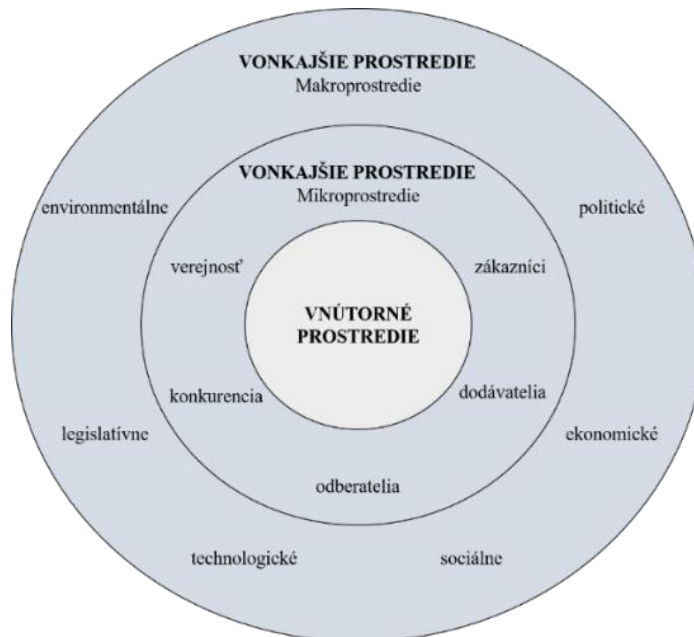 VONKAJŠIE PROSTREDIE
Makroprostredie
VONKAJŠIE PROSTREDIE
Mikroprostredie
environmentálne
politické
verejnosť
zákazníci
VNÚTORNÉ
PROSTREDIE
konkurencia
dodávatelia
legislatívne
ekonomické
odberatelia
technologické
sociálne